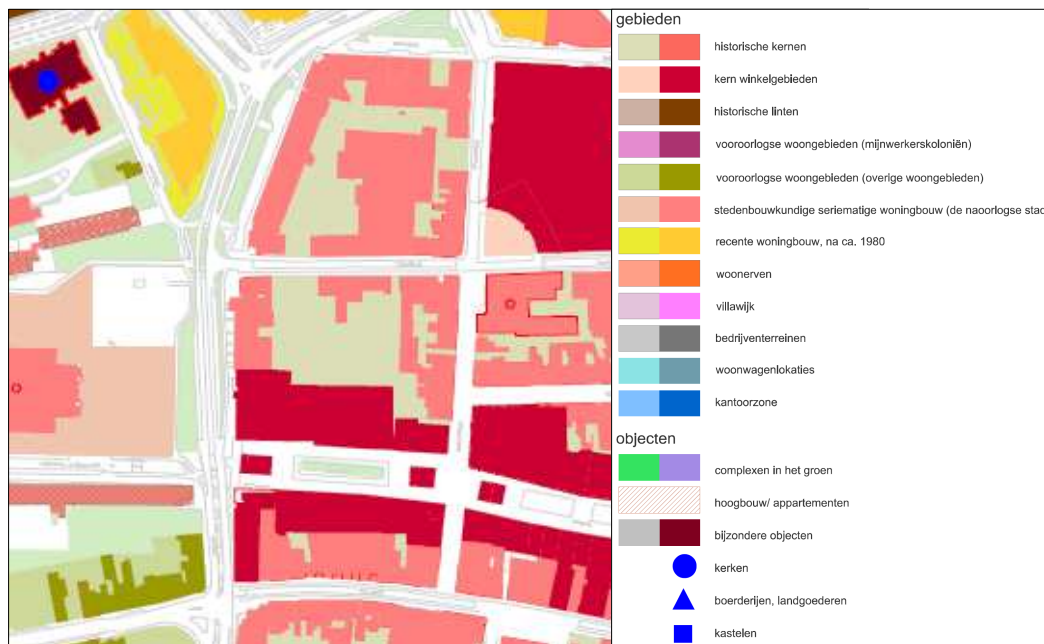 gebieden
historische kernen
kern winkelgebieden
historische linten
vooroorlogse woongebieden (mijnwerkerskoloniën)
vooroorlogse woongebieden (overige woongebieden)
stedenbouwkundige seriematige woningbouw (de naoorlogse stad
recente woningbouw, na ca. 1980
woonerven
villawijk
bedrijventerreinen
woonwagenlokaties
kantoorzone
objecten
complexen in het groen
hoogbouw/ appartementen
bijzondere objecten
kerken
boerderijen, landgoederen
kastelen